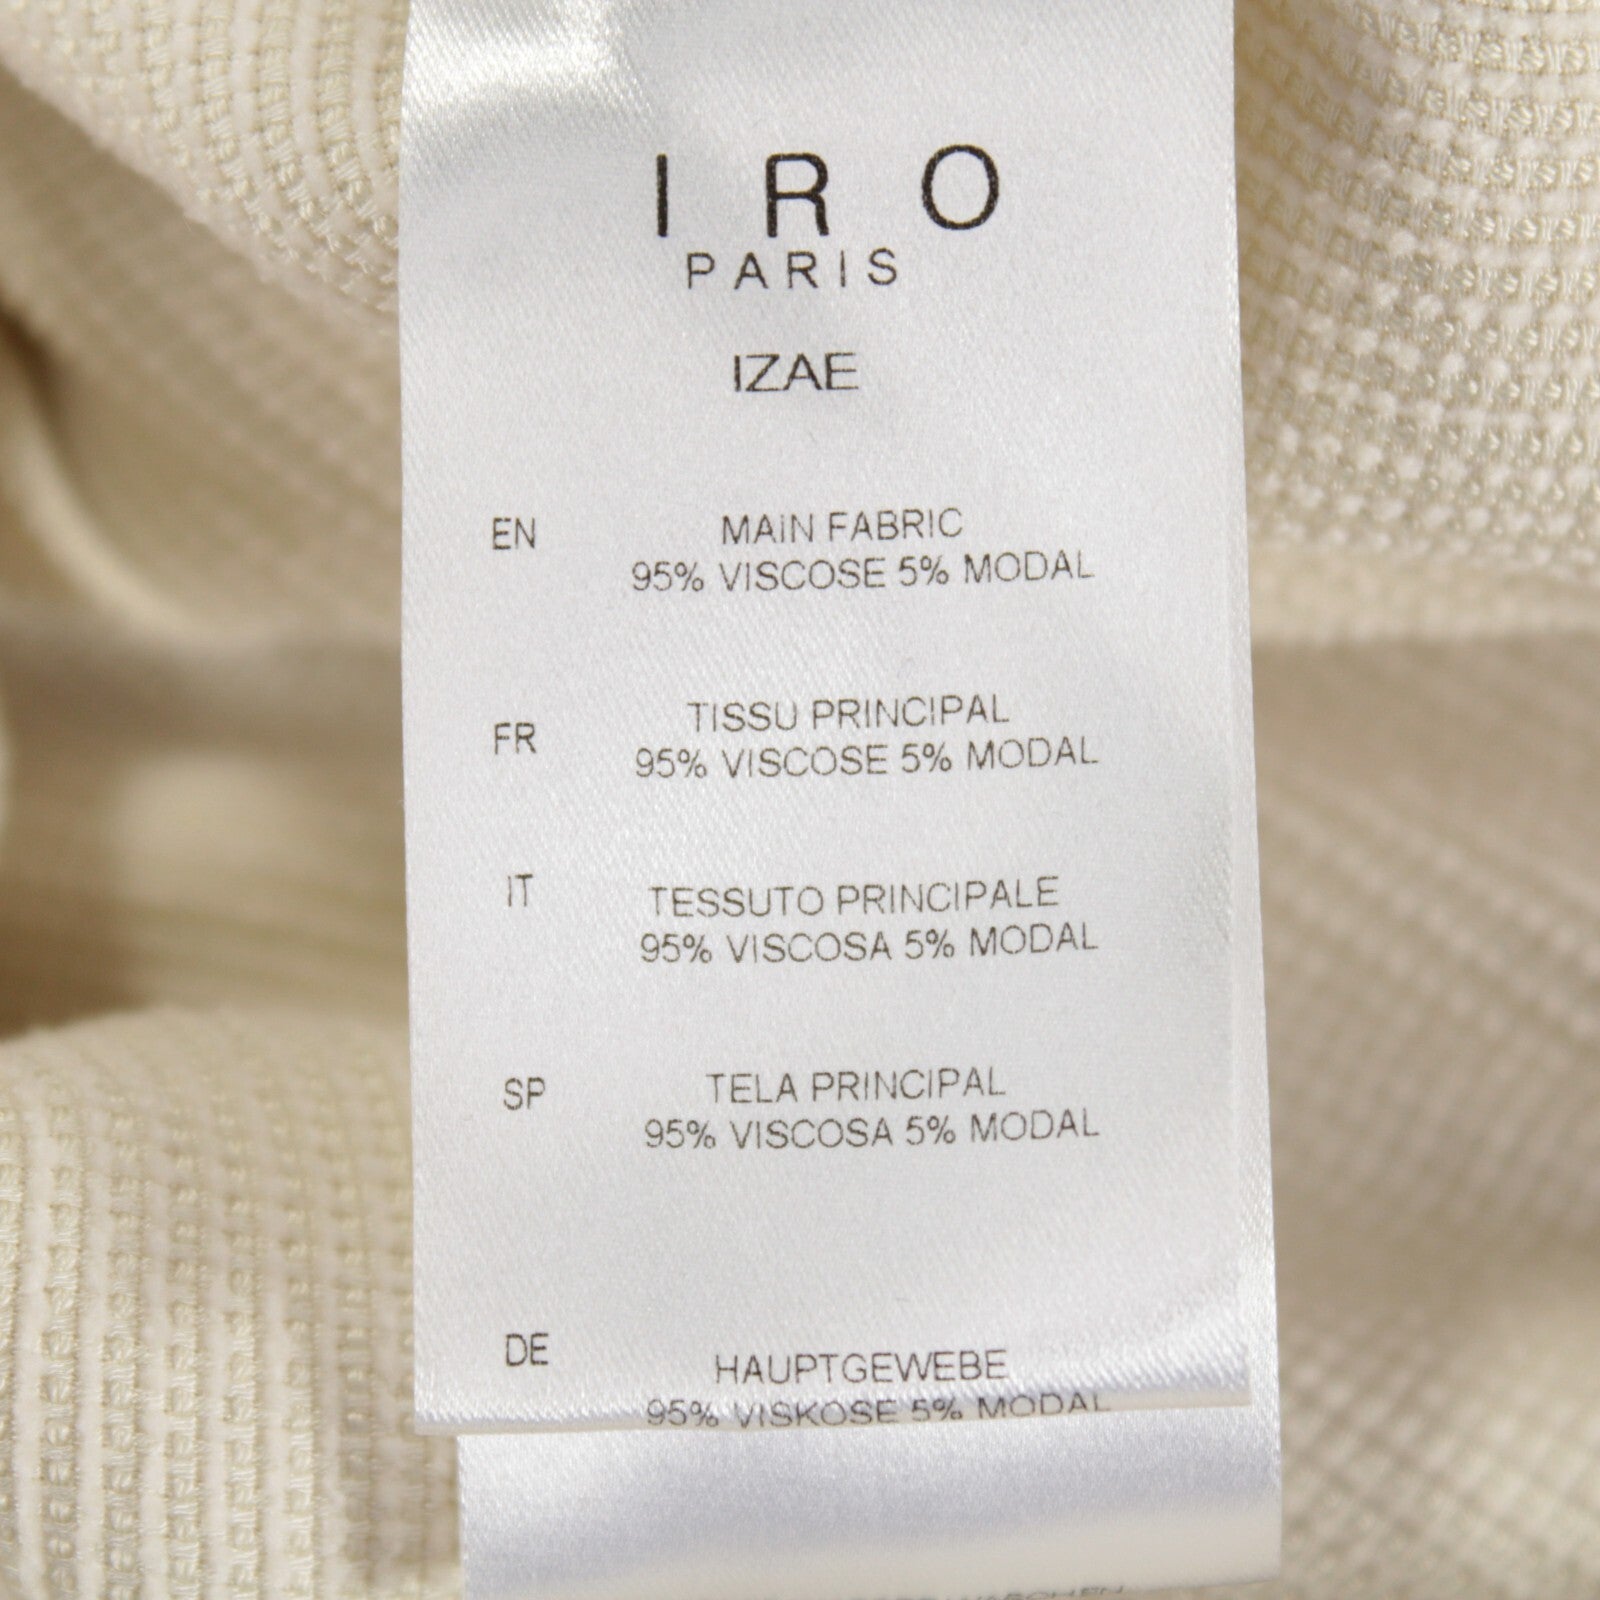 IRO
PARIS
IZAE
EN
MAIN FABRIC
95% VISCOSE 5% MODAL
FR
TISSU PRINCIPAL
95% VISCOSE 5% MODAL
IT
TESSUTO PRINCIPALE
95% VISCOSA 5% MODAL
SP
TELA PRINCIPAL
95% VISCOSA 5% MODAL
DE
HAUPTGEWEBE
95% VISKOSE 5% MODAL